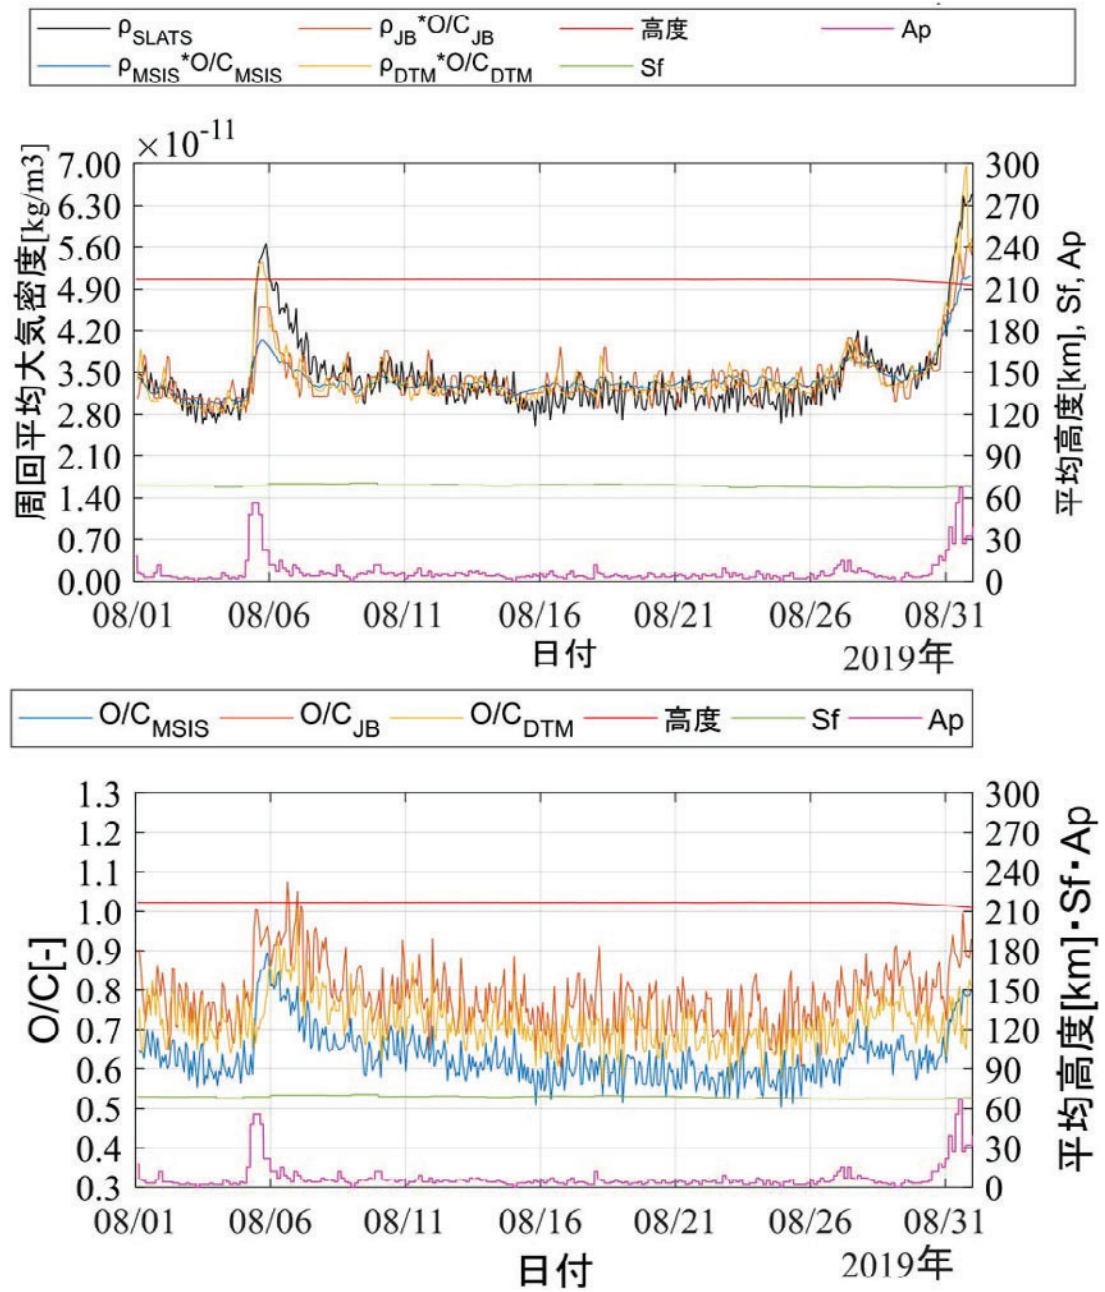 ρSLATS ρJB*O/CJB 高度 Ap
ρMSIS*O/CMSIS ρDTM*O/CDTM Sf
×10-11
7.00 300
6.30 270
5.60 240
4.90 210
4.20 180
3.50 150
2.80 120
2.10 90
1.40 60
0.70 30
0.00 0
周回平均大気密度[kg/m3]
平均高度[km], Sf, Ap
08/01 08/06 08/11 08/16 08/21 08/26 08/31
日付
2019年
O/CMSIS O/CJB O/CDTM 高度 Sf Ap
1.3 300
1.2 270
1.1 240
1.0 210
0.9 180
0.8 150
0.7 120
0.6 90
0.5 60
0.4 30
0.3 0
O/C[-]
平均高度[km]・Sf・Ap
08/01 08/06 08/11 08/16 08/21 08/26 08/31
日付
2019年